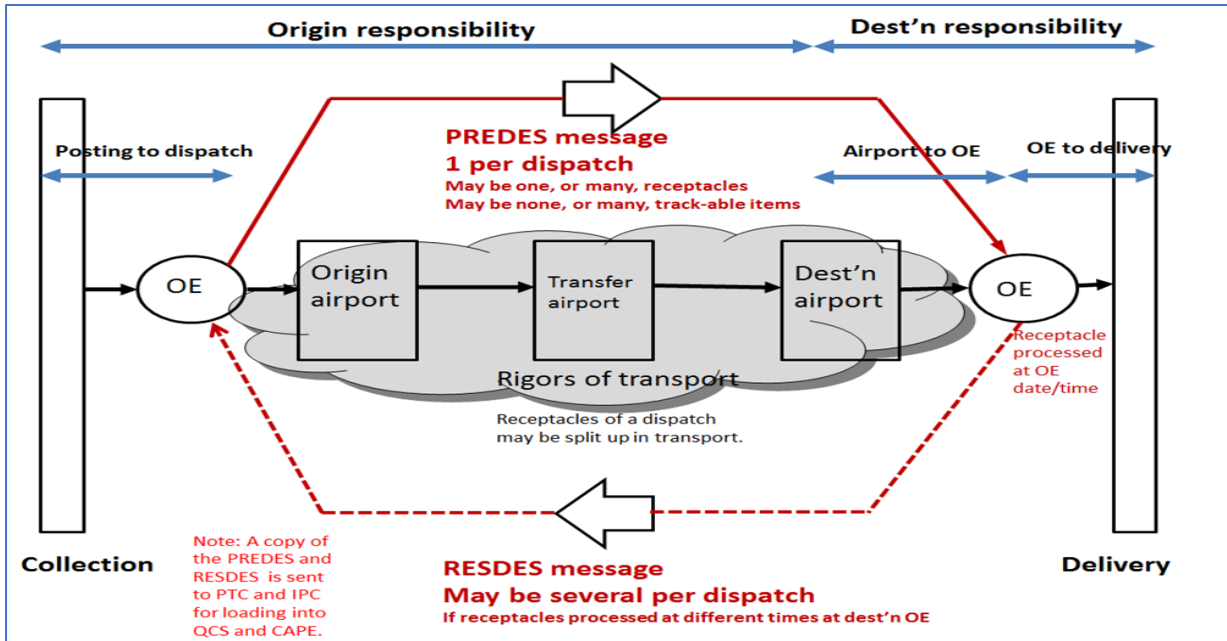 Origin responsibility
Dest'n responsibility
Posting to dispatch
PREDES message
1 per dispatch
May be one, or many, receptacles
May be none, or many, track-able items
Airport to OE
OE to delivery
OE
Origin
airport
Transfer
airport
Dest'n
airport
OE
Receptacle
processed
at OE
date/time
Rigors of transport
Receptacles of a dispatch
may be split up in transport.
Collection
Note: A copy of
the PREDES and
RESDES is sent
to PTC and IPC
for loading into
QCS and CAPE.
RESDES message
May be several per dispatch
If receptacles processed at different times at dest'n OE
Delivery